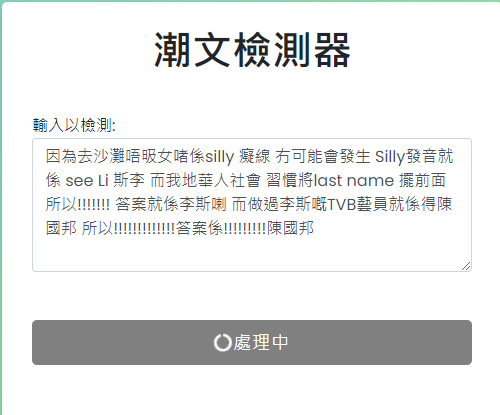 潮文檢測器
輸入以檢測:
因為去沙灘唔昅女啫係silly 癡線 冇可能會發生 Silly發音就
係 see Li 斯李 而我地華人社會 習慣將last name 擺前面
所以!!!!!!! 答案就係李斯喇 而做過李斯嘅TVB藝員就係得陳
國邦 所以!!!!!!!!!!!!!答案係!!!!!!!!!陳國邦
處理中